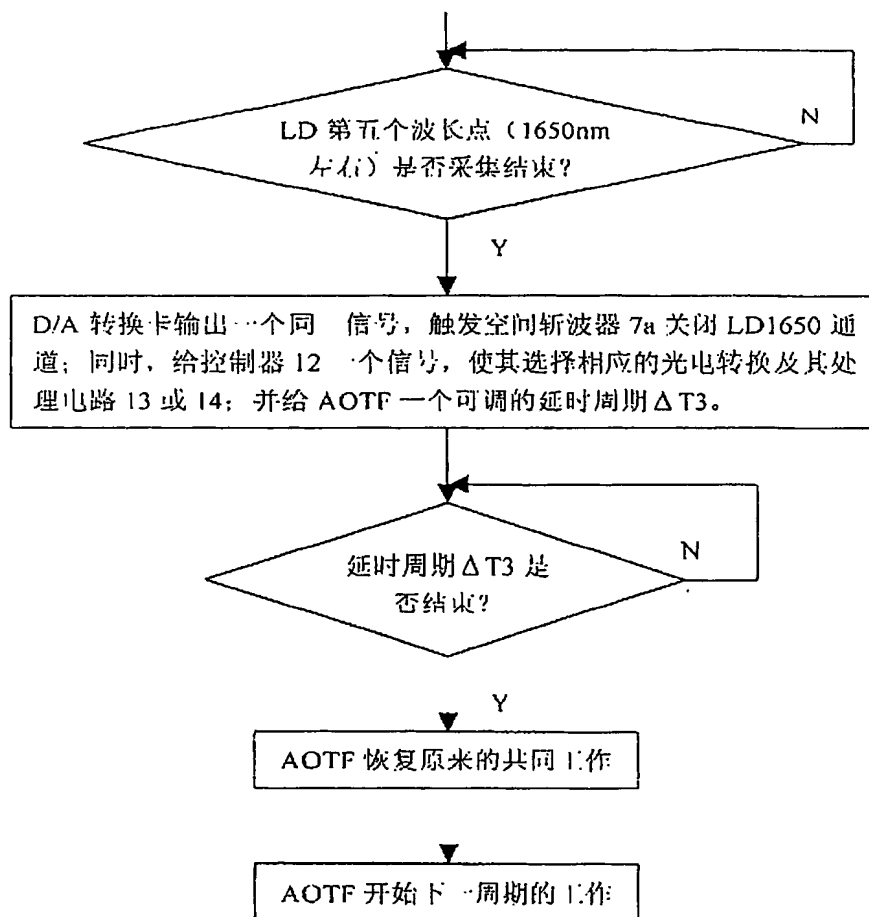 LD 第五个波长点（1650nm
左右）是否采集结束？
N
Y
D/A 转换卡输出一个同 信号，触发空间斩波器 7a 关闭 LD1650 通
道；同时，给控制器 12 一个信号，使其选择相应的光电转换及其处
理电路 13 或 14；并给 AOTF 一个可调的延时周期ΔT3。
延时周期ΔT3 是
否结束？
N
Y
AOTF 恢复原来的共同工作
AOTF 开始下一周期的工作